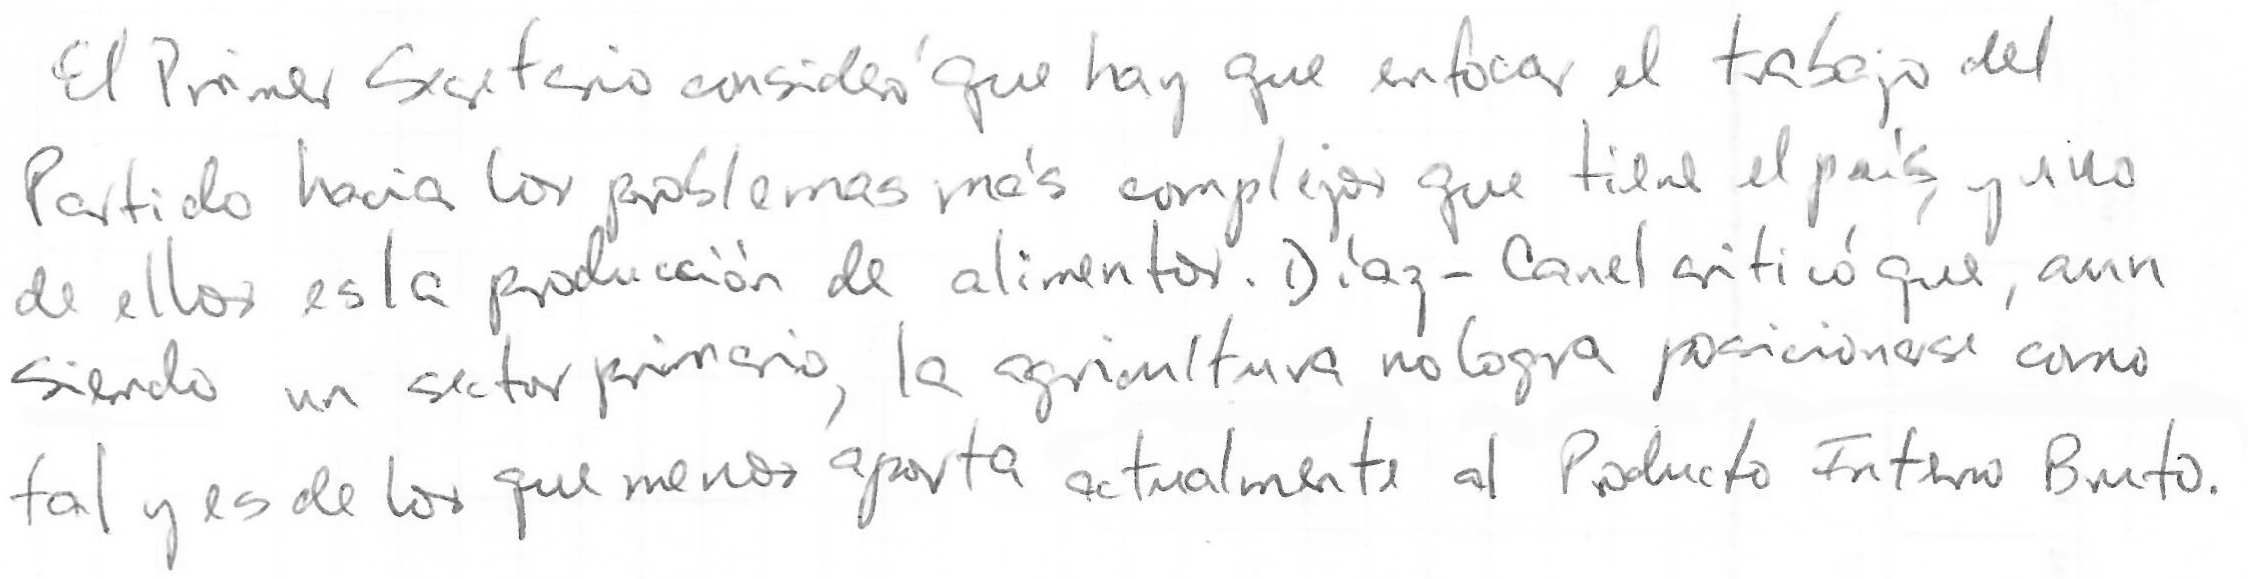 El Primer Secretario consideró que hay que enfocar el trabajo del
Partido hacia los problemas más complejos que tiene el país, y uno
de ellos es la producción de alimentos. Díaz-Canel criticó que, aun
siendo un sector primario, la agricultura no logra posicionarse como
tal y es de los que menos aporta actualmente al Producto Interno Bruto.